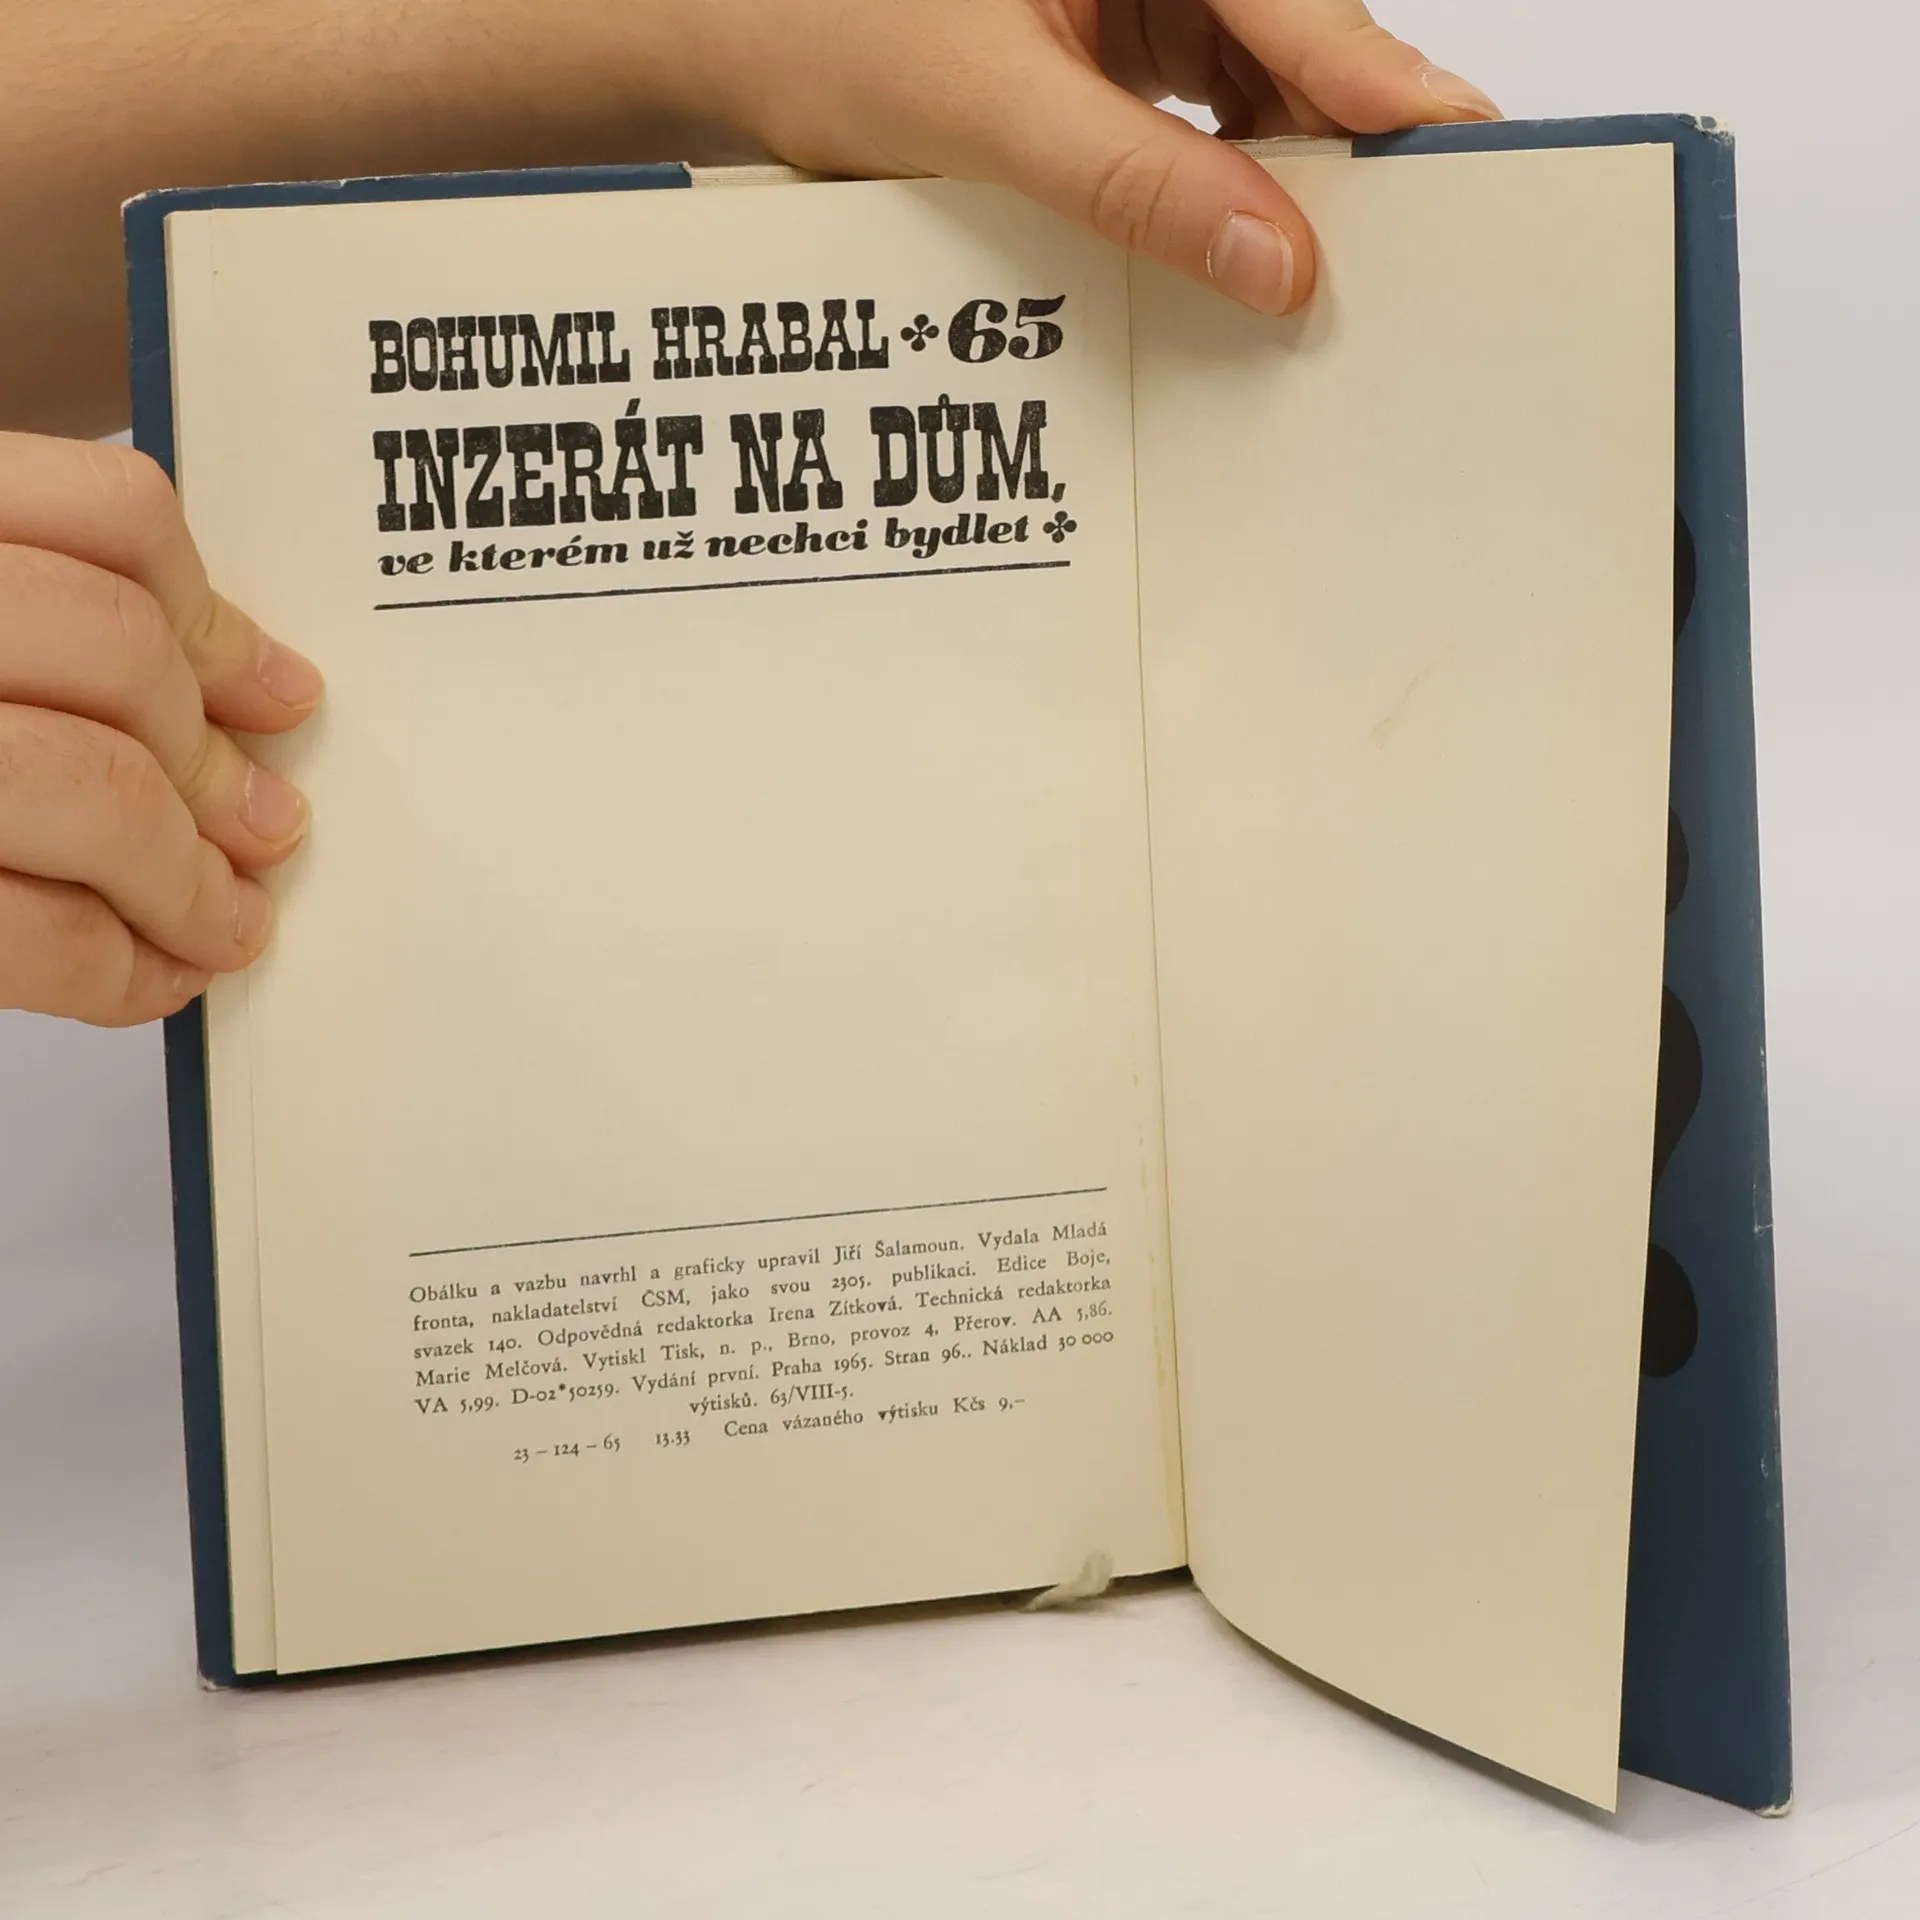 BOHUMIL HRABAL ✤ 65
INZERÁT NA DŮM,
ve kterém už nechci bydlet ✤
Obálku a vazbu navrhl a graficky upravil Jiří Šalamoun. Vydala Mladá
fronta, nakladatelství ČSM, jako svou 2305. publikaci. Edice Boje,
svazek 140. Odpovědná redaktorka Irena Zítková. Technická redaktorka
Marie Melčová. Vytiskl Tisk, n. p., Brno, provoz 4, Přerov. AA 5,86.
VA 5,99. D-02*50259. Vydání první. Praha 1965. Stran 96.. Náklad 30 000
výtisků. 63/VIII-5.
23 – 124 – 65 13.33 Cena vázaného výtisku Kčs 9,–